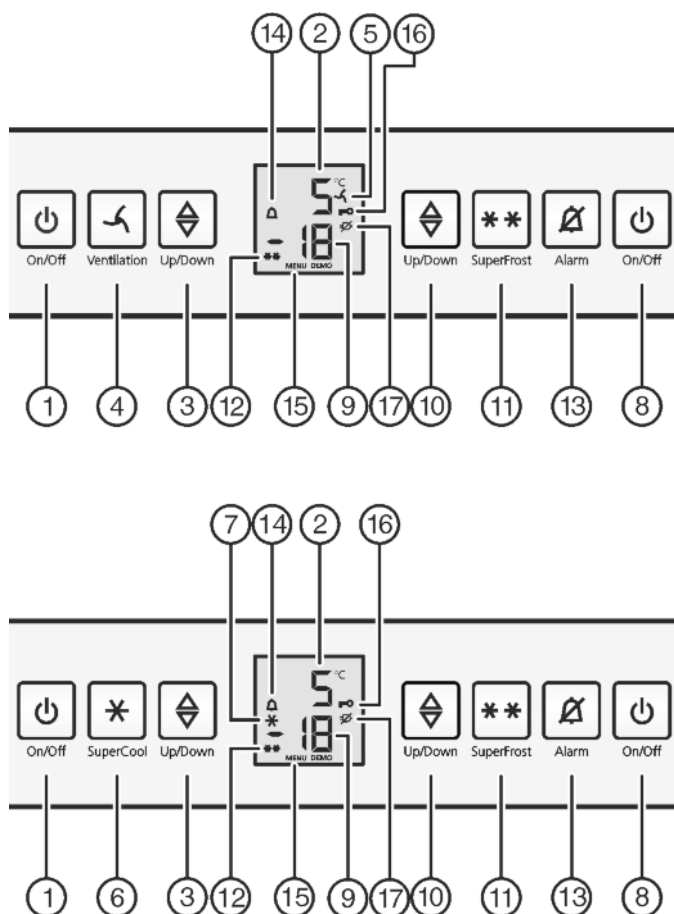 14 2 5 16
5 °C
18
MENU DEMO
On/Off Ventilation Up/Down Up/Down SuperFrost Alarm On/Off
1 4 3 12 15 9 17 10 11 13 8
7 14 2 16
5 °C
18
MENU DEMO
On/Off SuperCool Up/Down Up/Down SuperFrost Alarm On/Off
1 6 3 12 15 9 17 10 11 13 8